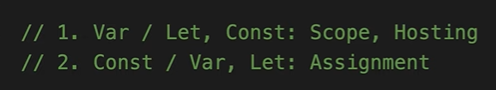 // 1. Var / Let, Const: Scope, Hosting
// 2. Const / Var, Let: Assignment